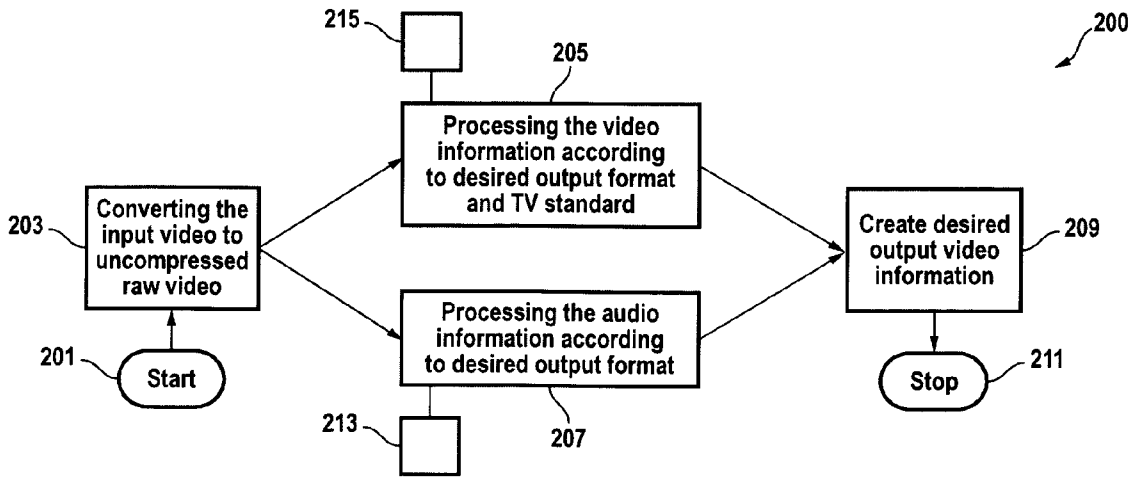 215
205
200
Processing the video
information according
to desired output format
and TV standard
203
Converting the
input video to
uncompressed
raw video
Create desired
output video
information
209
Processing the audio
information according
to desired output format
201
Start
Stop
211
213
207